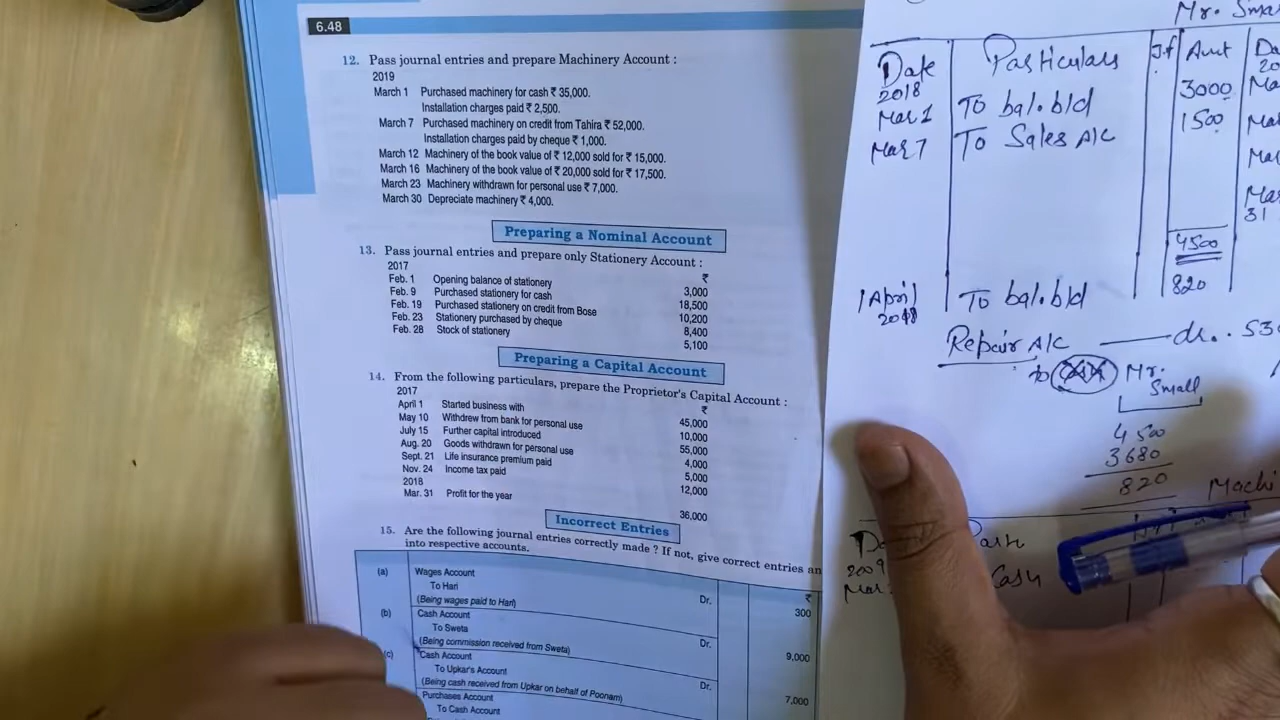 6.48
12. Pass journal entries and prepare Machinery Account :
2019
March 1 Purchased machinery for cash ₹ 35,000.
Installation charges paid ₹ 2,500.
March 7 Purchased machinery on credit from Tahira ₹ 52,000.
Installation charges paid by cheque ₹ 1,000.
March 12 Machinery of the book value of ₹ 12,000 sold for ₹ 15,000.
March 16 Machinery of the book value of ₹ 20,000 sold for ₹ 17,500.
March 23 Machinery withdrawn for personal use ₹ 7,000.
March 30 Depreciate machinery ₹ 4,000.
Preparing a Nominal Account
13. Pass journal entries and prepare only Stationery Account :
2017 ₹
Feb. 1 Opening balance of stationery 3,000
Feb. 9 Purchased stationery for cash 18,500
Feb. 19 Purchased stationery on credit from Bose 10,200
Feb. 23 Stationery purchased by cheque 8,400
Feb. 28 Stock of stationery 5,100
Preparing a Capital Account
14. From the following particulars, prepare the Proprietor's Capital Account :
2017 ₹
April 1 Started business with 45,000
May 10 Withdrew from bank for personal use 10,000
July 15 Further capital introduced 55,000
Aug. 20 Goods withdrawn for personal use 4,000
Sept. 21 Life insurance premium paid 5,000
Nov. 24 Income tax paid 12,000
2018
Mar. 31 Profit for the year 36,000
Incorrect Entries
15. Are the following journal entries correctly made ? If not, give correct entries an
into respective accounts.
(a) Wages Account Dr. ₹ 300
To Hari
(Being wages paid to Hari)
(b) Cash Account Dr. 9,000
To Sweta
(Being commission received from Sweta)
(c) Cash Account Dr. 7,000
To Upkar's Account
(Being cash received from Upkar on behalf of Poonam)
Purchases Account
To Cash Account
Mr. Sma
Date Particulars J.f Amt Da
2018 20
Mar 1 To bal. b/d 3000 Ma
Mar 7 To Sales A/c 1500 Mar
Ma
Mar
31
4500
1 April To bal. b/d 820
2018
Repair A/c dr.. 530
to Mr.
Small
4500
3680
820
Machi
2009
Cash